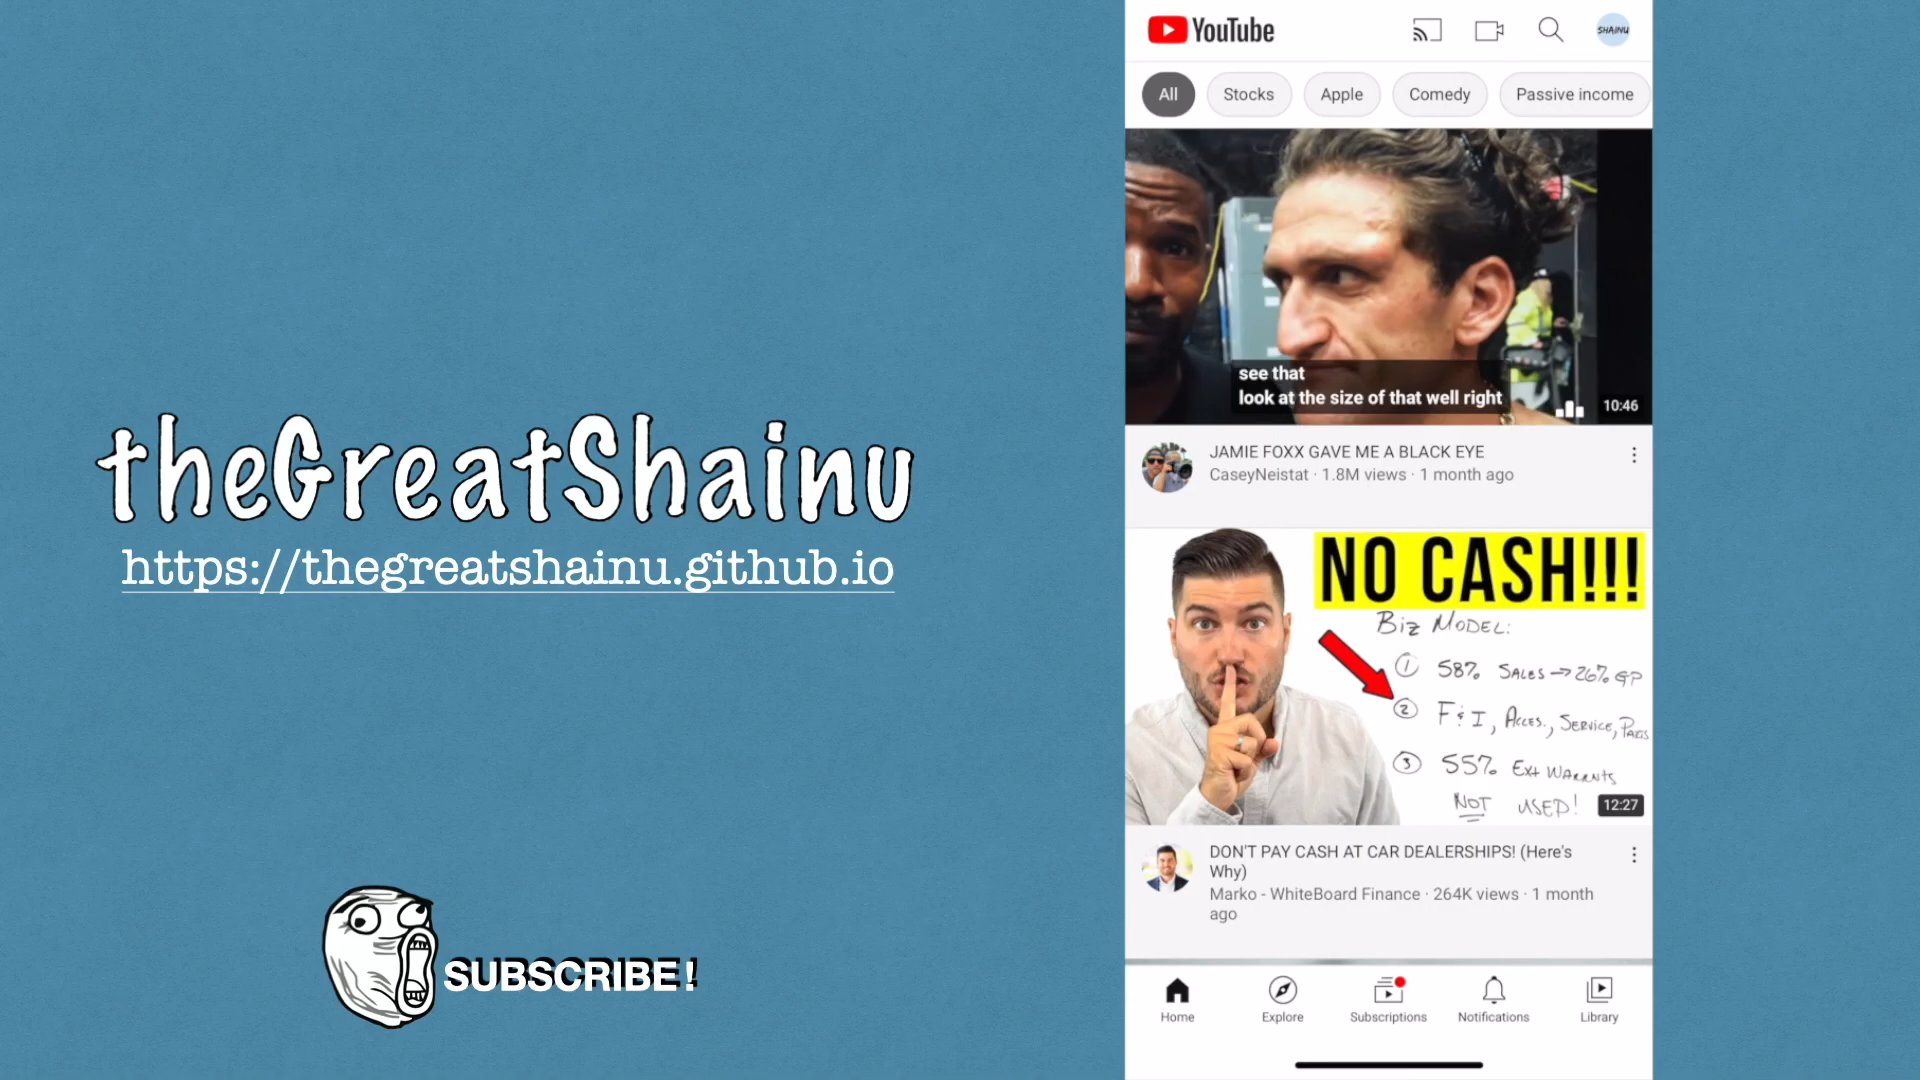 theGreatShainu
https://thegreatshainu.github.io
SUBSCRIBE!
YouTube
SHAINU
All
Stocks
Apple
Comedy
Passive income
see that
look at the size of that well right
10:46
JAMIE FOXX GAVE ME A BLACK EYE
CaseyNeistat · 1.8M views · 1 month ago
NO CASH!!!
Biz MODEL:
1 58% SALES → 26% GP
2 F & I, ACCES., SERVICE, PARTS
3 55% EXT WARRNTS
NOT USED!
12:27
DON'T PAY CASH AT CAR DEALERSHIPS! (Here's
Why)
Marko - WhiteBoard Finance · 264K views · 1 month
ago
Home
Explore
Subscriptions
Notifications
Library